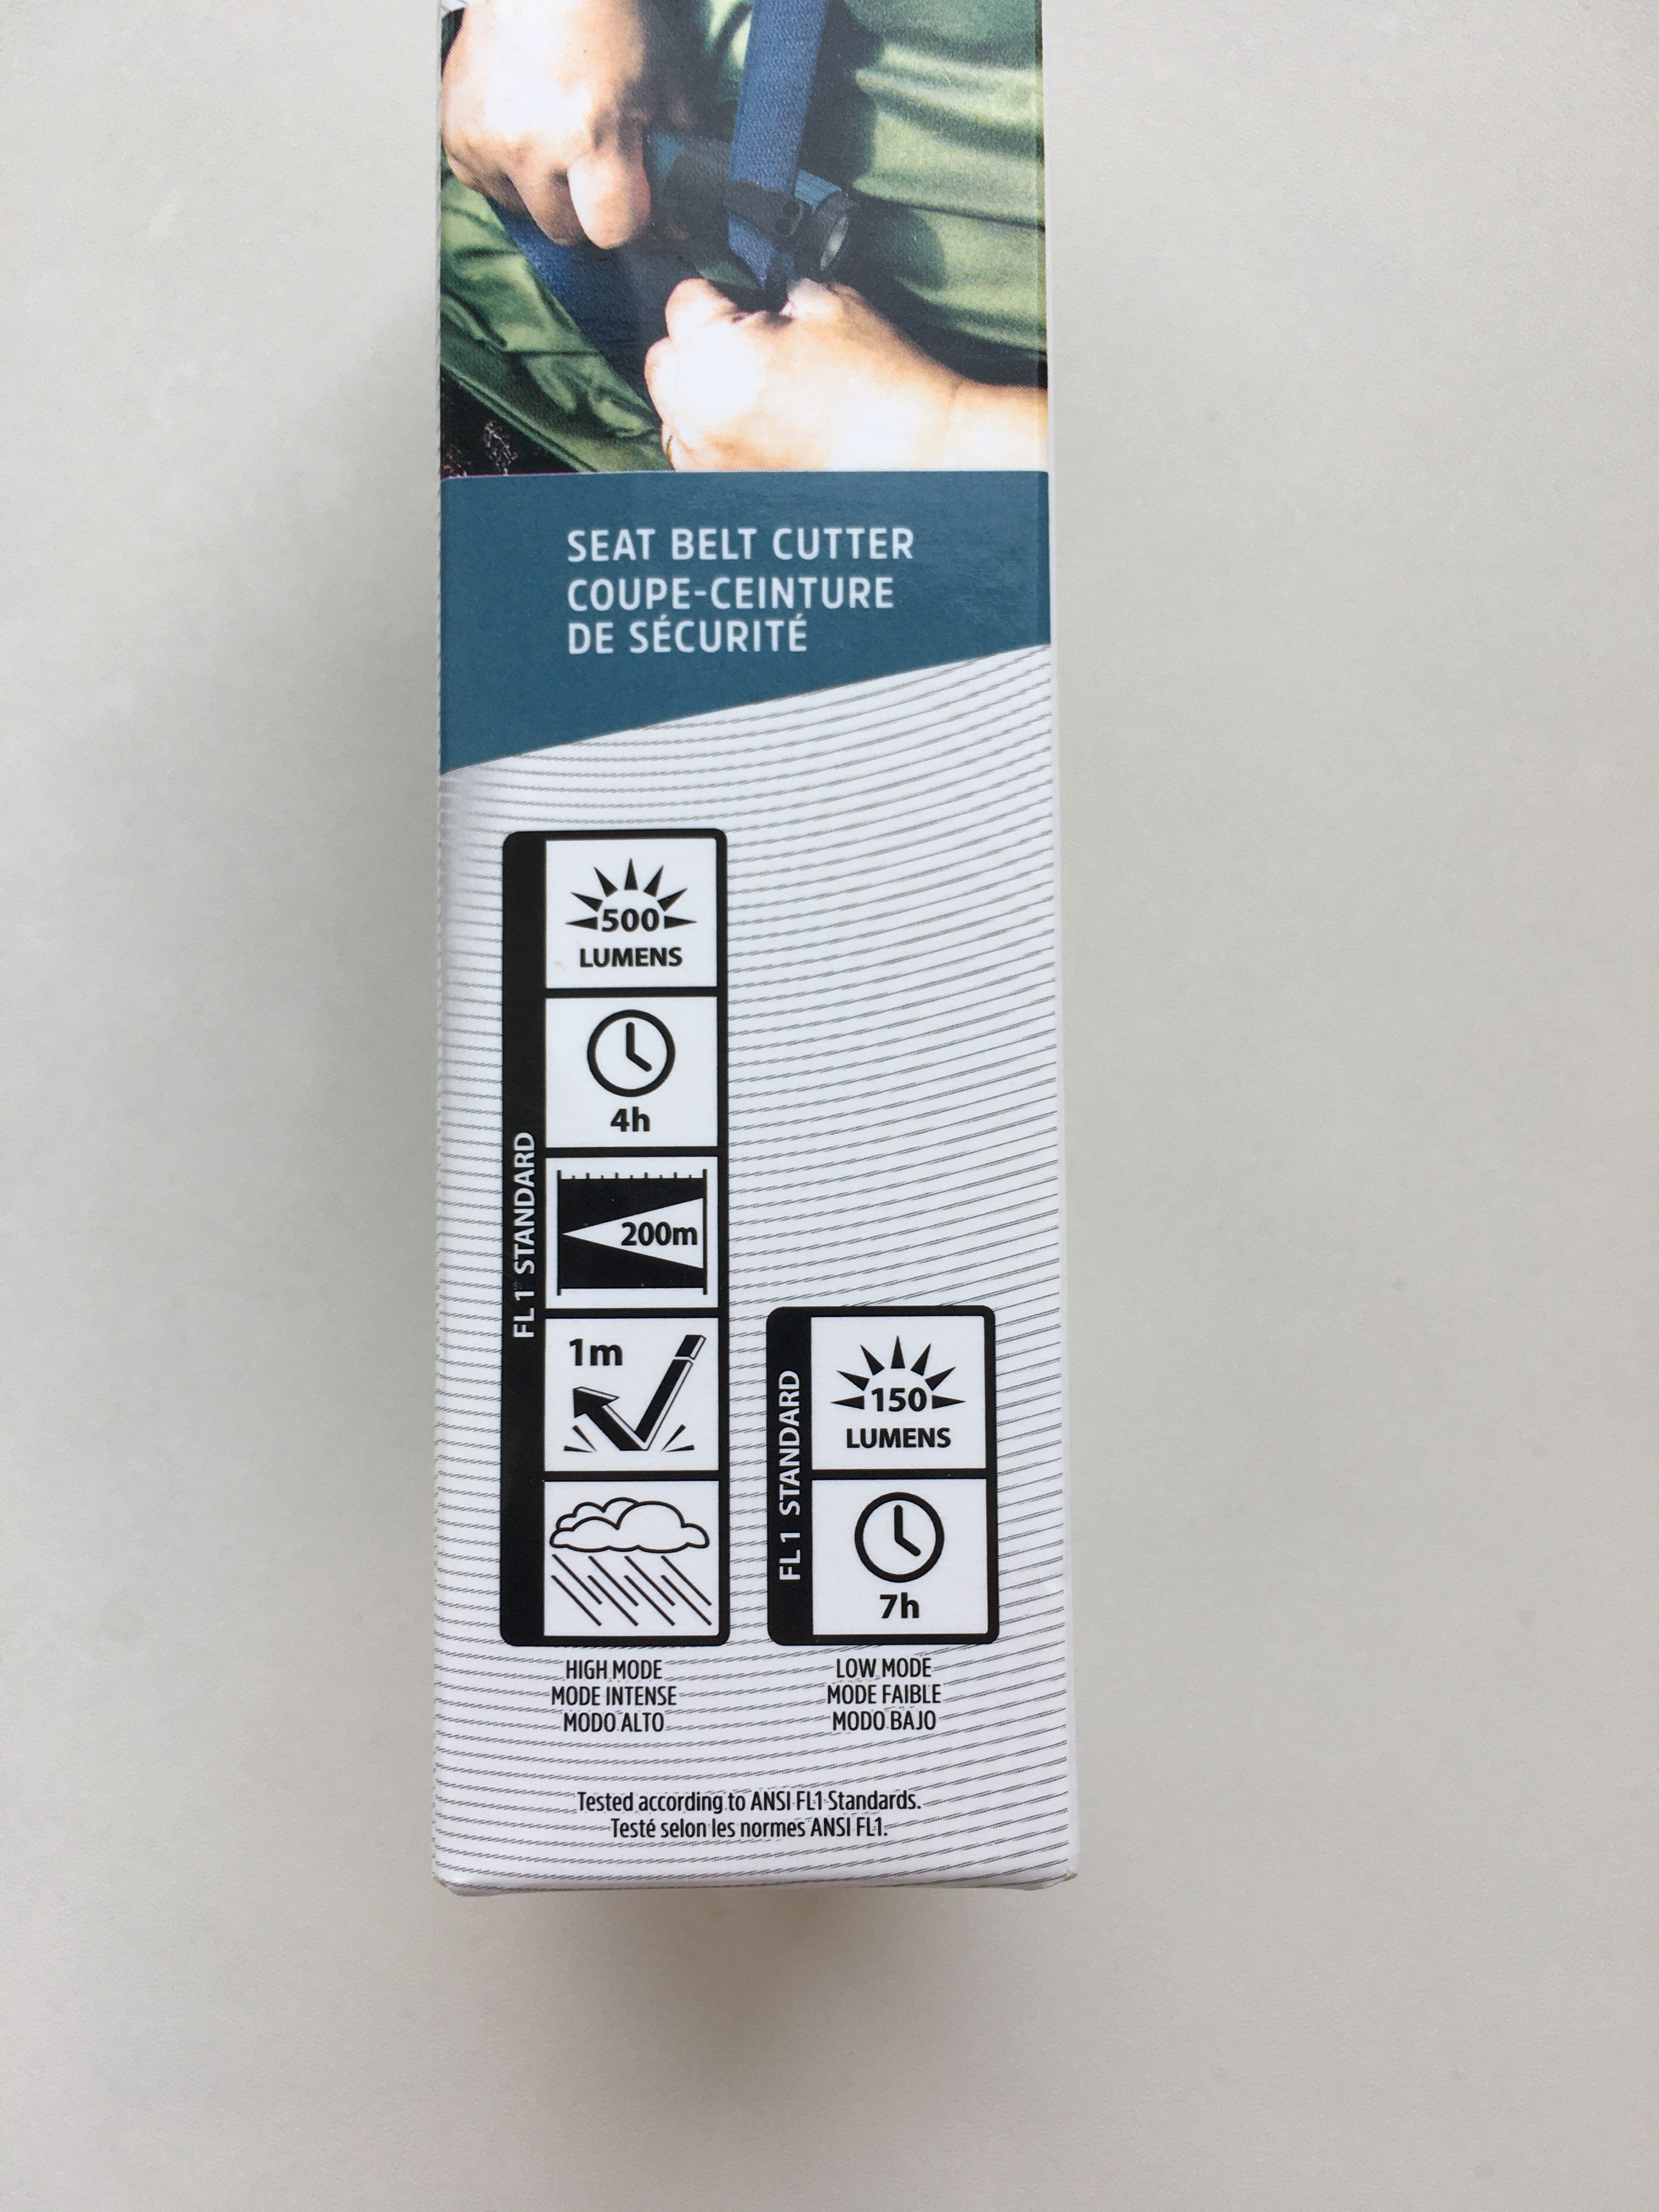 SEAT BELT CUTTER
COUPE-CEINTURE
DE SÉCURITÉ
FL 1 STANDARD
500
LUMENS
4h
200m
1m
HIGH MODE
MODE INTENSE
MODO ALTO
FL 1 STANDARD
150
LUMENS
7h
LOW MODE
MODE FAIBLE
MODO BAJO
Tested according to ANSI FL1 Standards.
Testé selon les normes ANSI FL1.